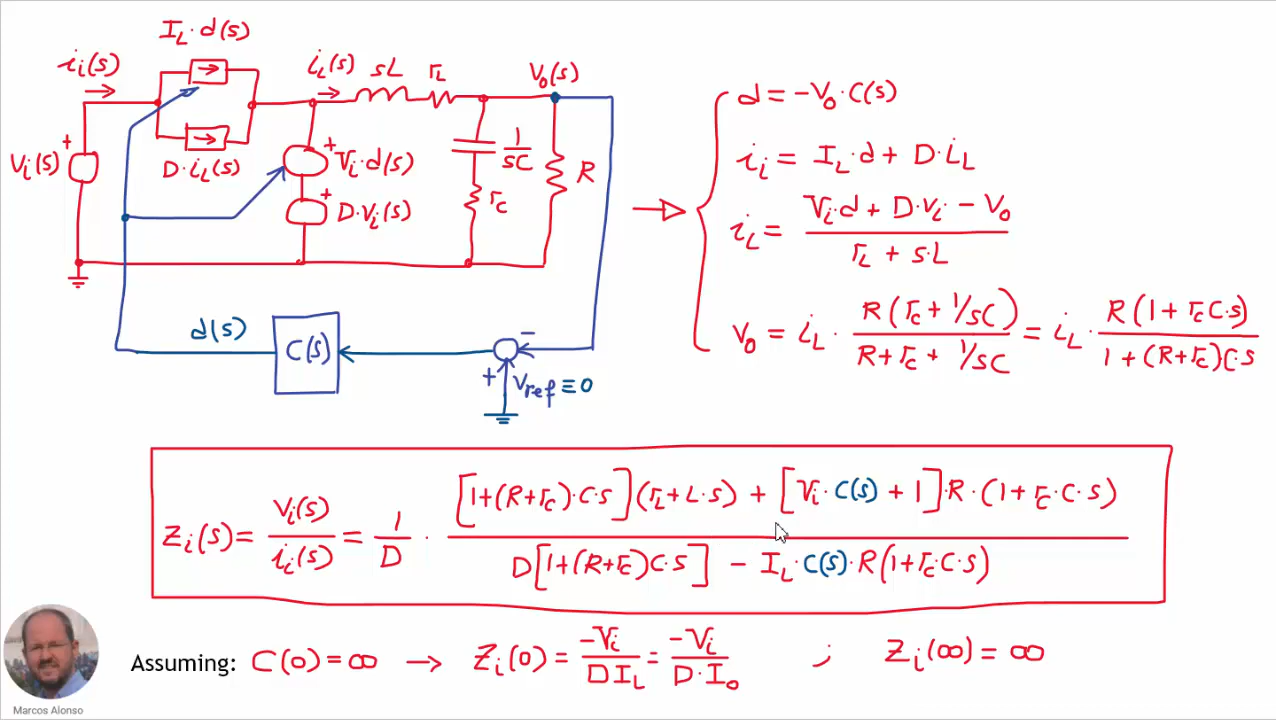 I_L·d(s)
i_i(s)
i_L(s)
sL
r_L
V_o(s)
V_i(s)
+
D·i_L(s)
+
V_i·d(s)
+
D·v_i(s)
1/sC
r_C
R
d(s)
C(s)
−
+
V_ref ≡ 0
d = −V_o·C(s)
i_i = I_L·d + D·i_L
i_L = (V_i·d + D·v_i − V_o) / (r_L + s·L)
V_o = i_L · R(r_C + 1/sC) / (R + r_C + 1/sC) = i_L · R(1 + r_C C·s) / (1 + (R+r_C)C·s)
Z_i(s) = V_i(s) / i_i(s) = 1/D · ([1+(R+r_C)·C·s](r_L+L·s) + [V_i·C(s) + 1]·R·(1+r_C·C·s)) / (D[1+(R+r_C)C·s] − I_L·C(s)·R(1+r_C C·s))
Assuming: C(0) = ∞ → Z_i(0) = −V_i / D I_L = −V_i / D·I_o ; Z_i(∞) = ∞
Marcos Alonso